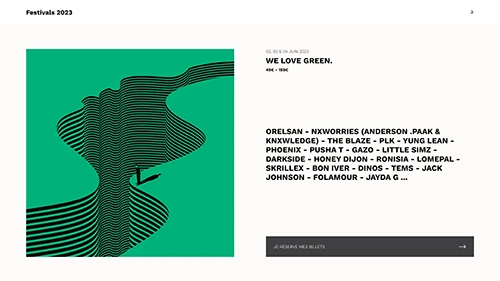 Festivals 2023
02, 03 & 04 JUIN 2023
WE LOVE GREEN.
49€ - 159€
ORELSAN - NXWORRIES (ANDERSON .PAAK &
KNXWLEDGE) - THE BLAZE - PLK - YUNG LEAN -
PHOENIX - PUSHA T - GAZO - LITTLE SIMZ -
DARKSIDE - HONEY DIJON - RONISIA - LOMEPAL -
SKRILLEX - BON IVER - DINOS - TEMS - JACK
JOHNSON - FOLAMOUR - JAYDA G ...
JE RÉSERVE MES BILLETS